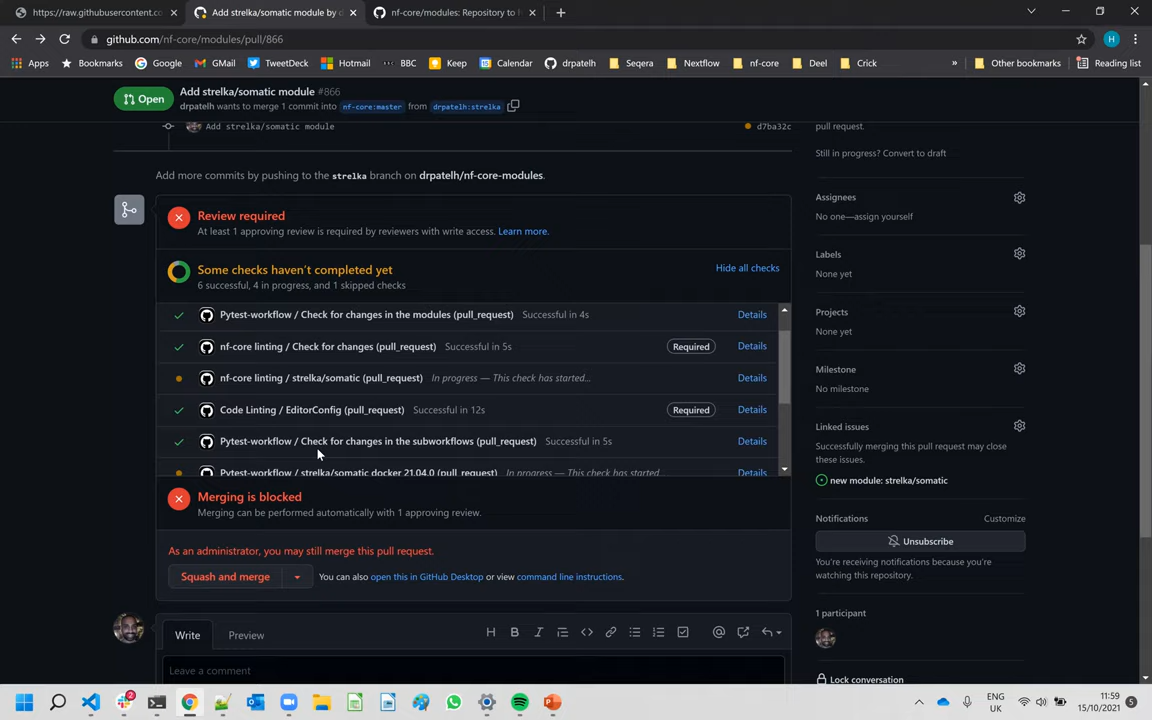 https://raw.githubusercontent.co
Add strelka/somatic module by d
nf-core/modules: Repository to h
github.com/nf-core/modules/pull/866
H
Apps
Bookmarks
Google
GMail
TweetDeck
Hotmail
BBC
Keep
Calendar
drpatelh
Seqera
Nextflow
nf-core
Deel
Crick
»
Other bookmarks
Reading list
Open
Add strelka/somatic module #866
drpatelh wants to merge 1 commit into nf-core:master from drpatelh:strelka
Add strelka/somatic module
d7ba32c
Add more commits by pushing to the strelka branch on drpatelh/nf-core-modules.
Review required
At least 1 approving review is required by reviewers with write access. Learn more.
Some checks haven't completed yet
Hide all checks
6 successful, 4 in progress, and 1 skipped checks
Pytest-workflow / Check for changes in the modules (pull_request) Successful in 4s Details
nf-core linting / Check for changes (pull_request) Successful in 5s Required Details
nf-core linting / strelka/somatic (pull_request) In progress — This check has started... Details
Code Linting / EditorConfig (pull_request) Successful in 12s Required Details
Pytest-workflow / Check for changes in the subworkflows (pull_request) Successful in 5s Details
Pytest-workflow / strelka/somatic docker 21.04.0 (pull_request) In progress — This check has started... Details
Merging is blocked
Merging can be performed automatically with 1 approving review.
As an administrator, you may still merge this pull request.
Squash and merge
You can also open this in GitHub Desktop or view command line instructions.
Write
Preview
H B I
@
Leave a comment
pull request.
Still in progress? Convert to draft
Assignees
No one—assign yourself
Labels
None yet
Projects
None yet
Milestone
No milestone
Linked issues
Successfully merging this pull request may close
these issues.
new module: strelka/somatic
Notifications
Customize
Unsubscribe
You're receiving notifications because you're
watching this repository.
1 participant
Lock conversation
2
ENG
UK
11:59
15/10/2021
5